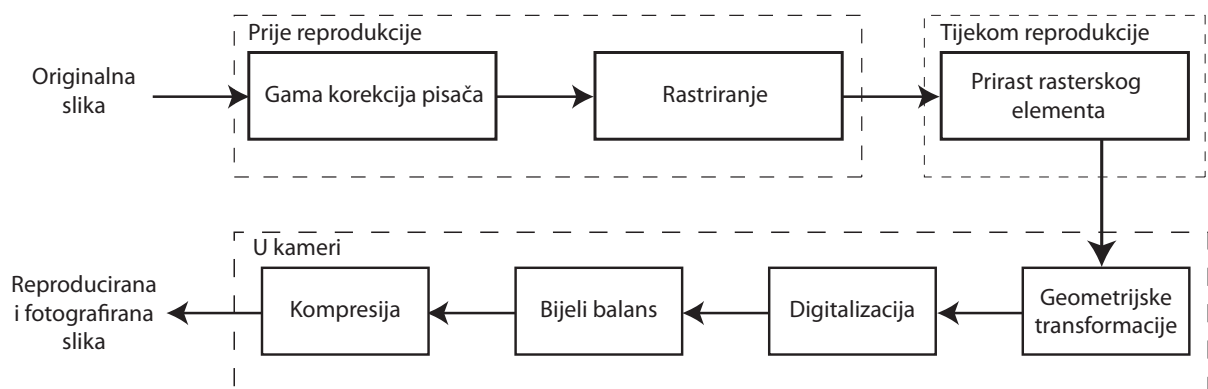 Prije reprodukcije
Tijekom reprodukcije
Originalna
slika
Gama korekcija pisača
Rastriranje
Prirast rasterskog
elementa
U kameri
Reproducirana
i fotografirana
slika
Kompresija
Bijeli balans
Digitalizacija
Geometrijske
transformacije